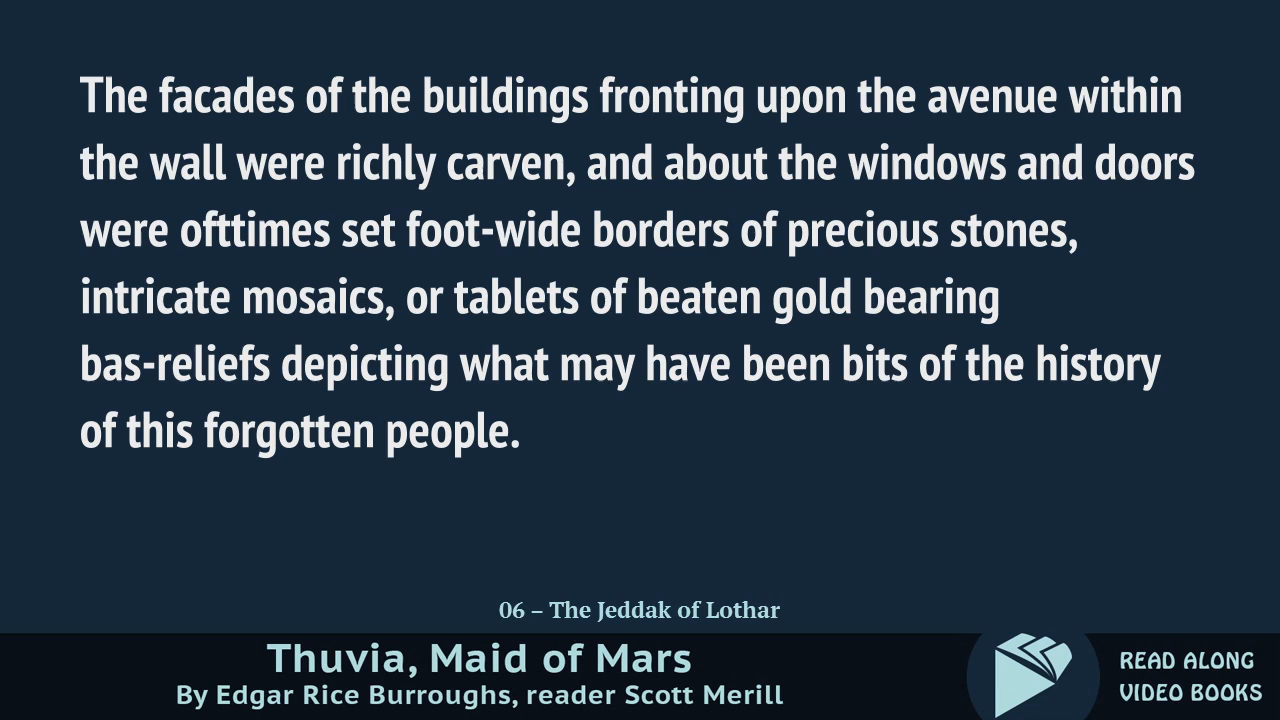 The facades of the buildings fronting upon the avenue within
the wall were richly carven, and about the windows and doors
were ofttimes set foot-wide borders of precious stones,
intricate mosaics, or tablets of beaten gold bearing
bas-reliefs depicting what may have been bits of the history
of this forgotten people.
06 – The Jeddak of Lothar
Thuvia, Maid of Mars
By Edgar Rice Burroughs, reader Scott Merill
READ ALONG
VIDEO BOOKS